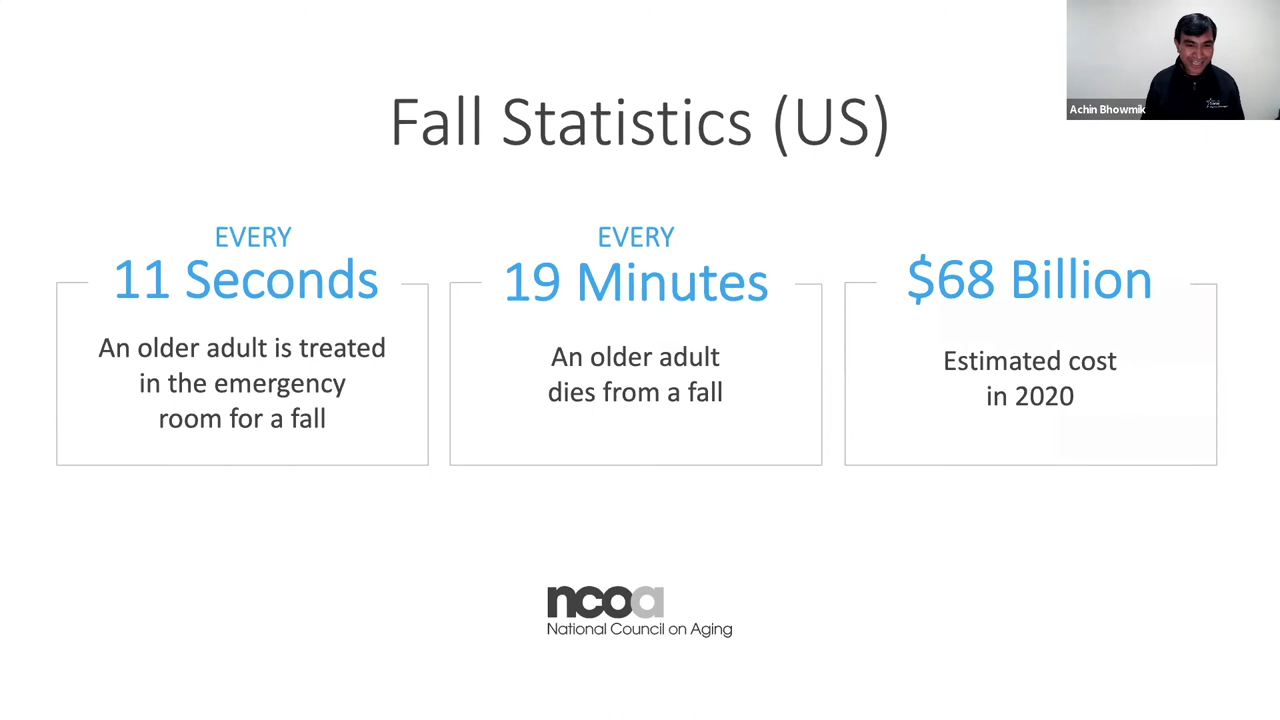 Achin Bhowmik
Fall Statistics (US)
EVERY
11 Seconds
An older adult is treated
in the emergency
room for a fall
EVERY
19 Minutes
An older adult
dies from a fall
$68 Billion
Estimated cost
in 2020
ncoa
National Council on Aging